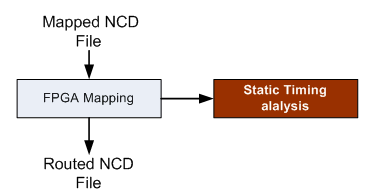 Mapped NCD
File
FPGA Mapping
Static Timing
alalysis
Routed NCD
File